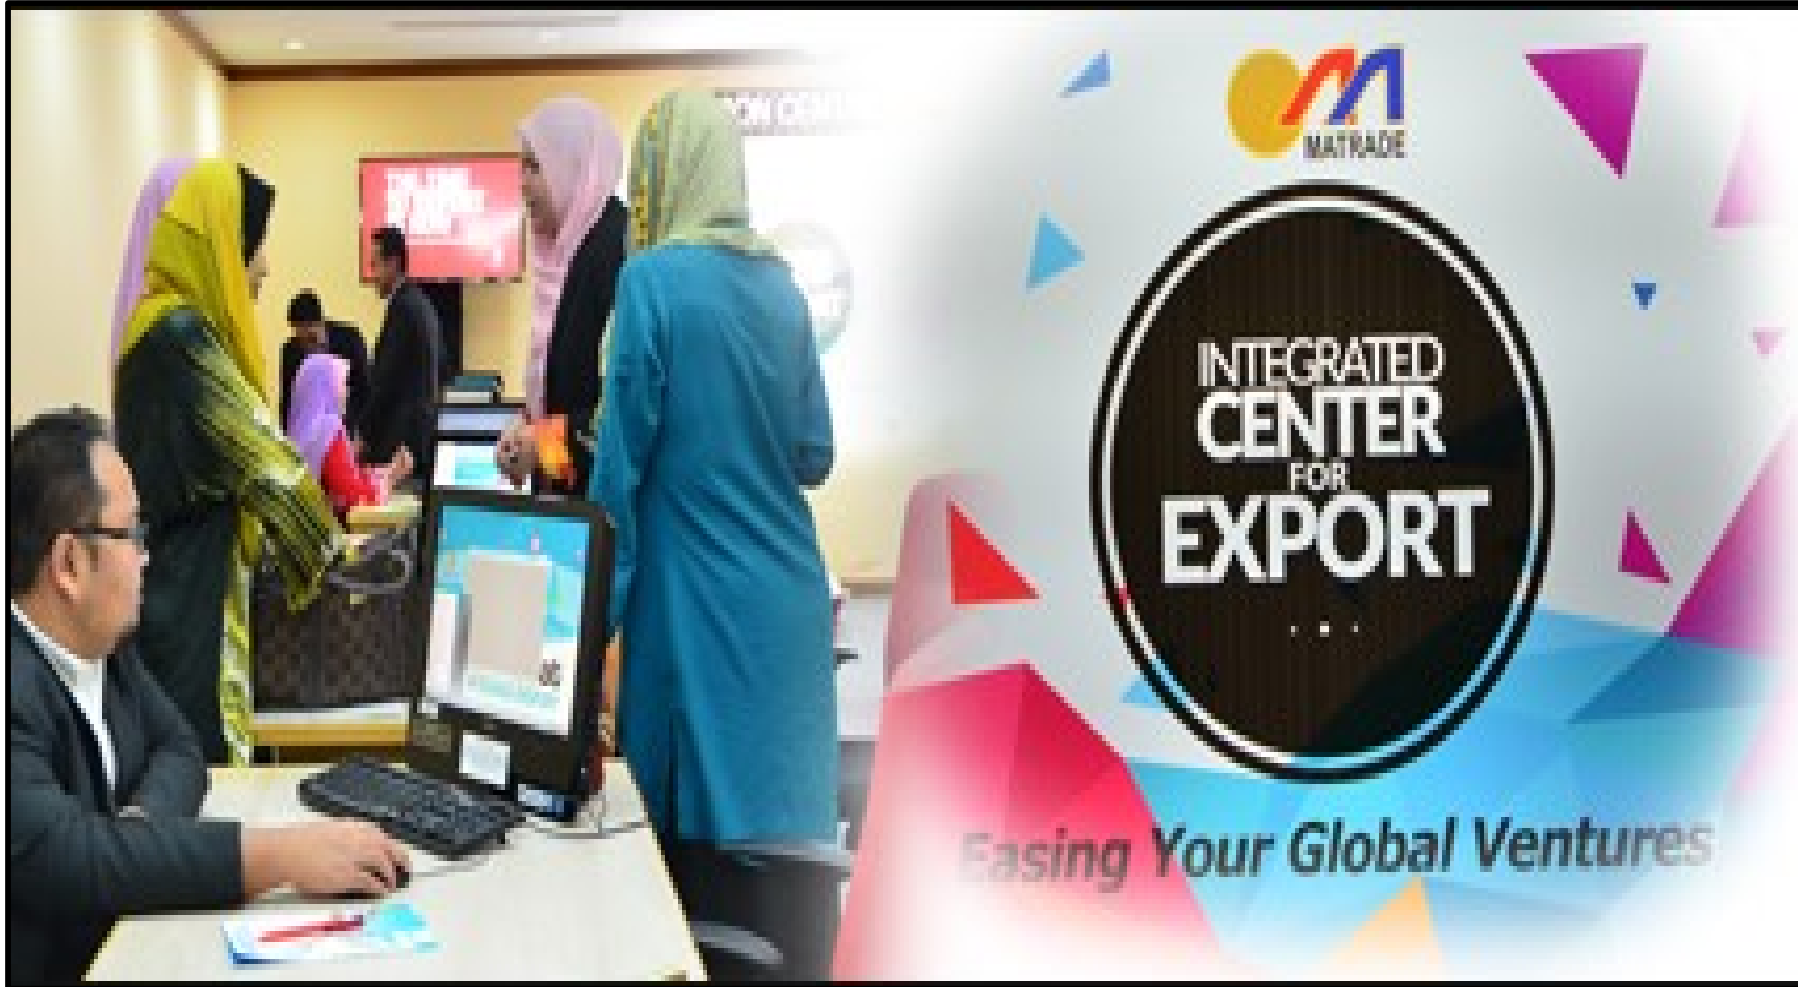 MATRADE
INTEGRATED
CENTER
FOR
EXPORT
Easing Your Global Ventures